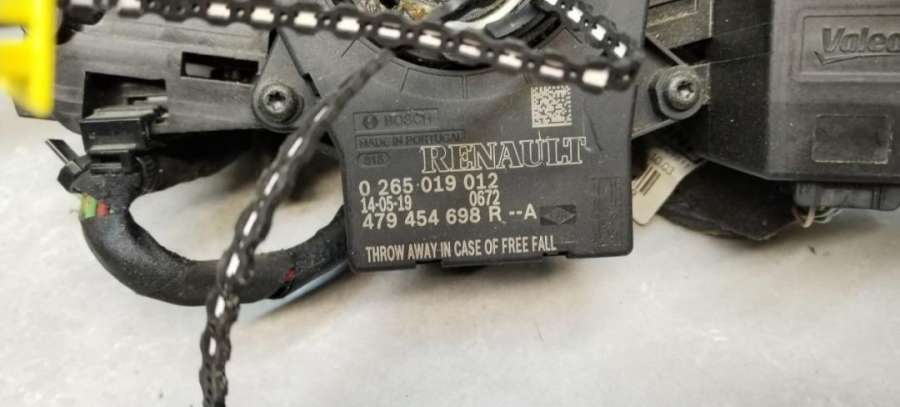 Valeo
BOSCH
MADE IN PORTUGAL
RENAULT
0 265 019 012
14-05-19 0672
479 454 698 R --A
THROW AWAY IN CASE OF FREE FALL